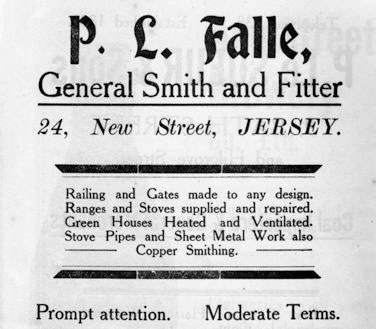 P. L. Falle,
General Smith and Fitter
24, New Street, JERSEY.
Railing and Gates made to any design.
Ranges and Stoves supplied and repaired.
Green Houses Heated and Ventilated.
Stove Pipes and Sheet Metal Work also
Copper Smithing.
Prompt attention. Moderate Terms.